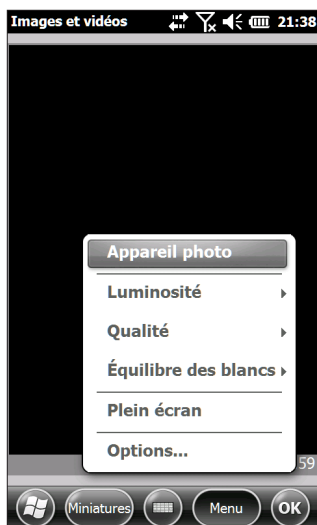 Images et vidéos 21:38
Appareil photo
Luminosité
Qualité
Équilibre des blancs
Plein écran
Options...
59
Miniatures Menu OK